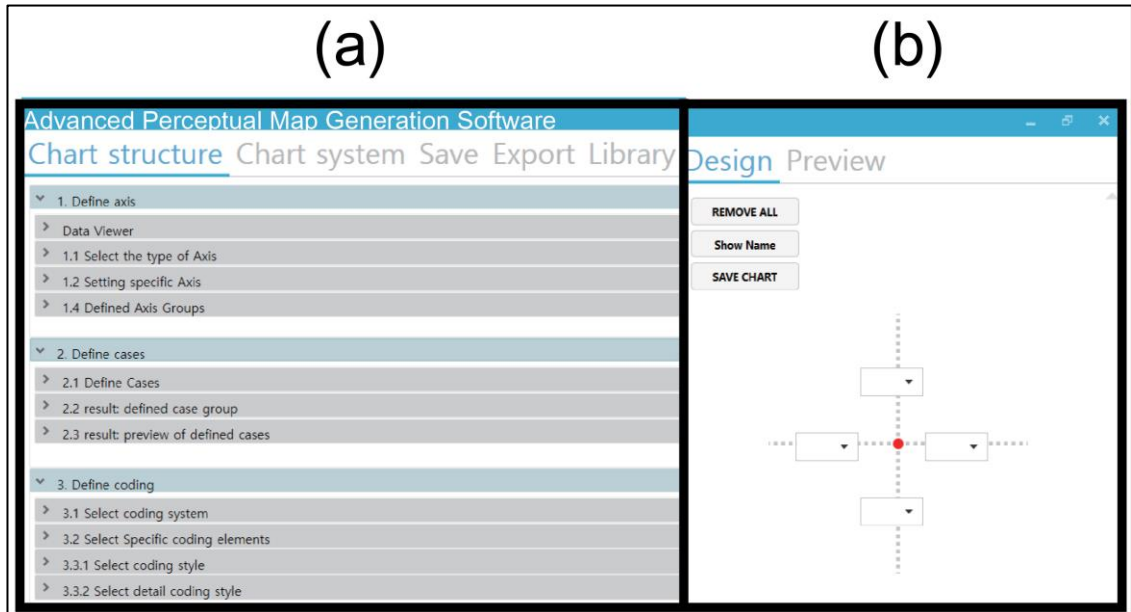 (a)
(b)
Advanced Perceptual Map Generation Software
Chart structure Chart system Save Export Library
1. Define axis
Data Viewer
1.1 Select the type of Axis
1.2 Setting specific Axis
1.4 Defined Axis Groups
2. Define cases
2.1 Define Cases
2.2 result: defined case group
2.3 result: preview of defined cases
3. Define coding
3.1 Select coding system
3.2 Select Specific coding elements
3.3.1 Select coding style
3.3.2 Select detail coding style
Design Preview
REMOVE ALL
Show Name
SAVE CHART